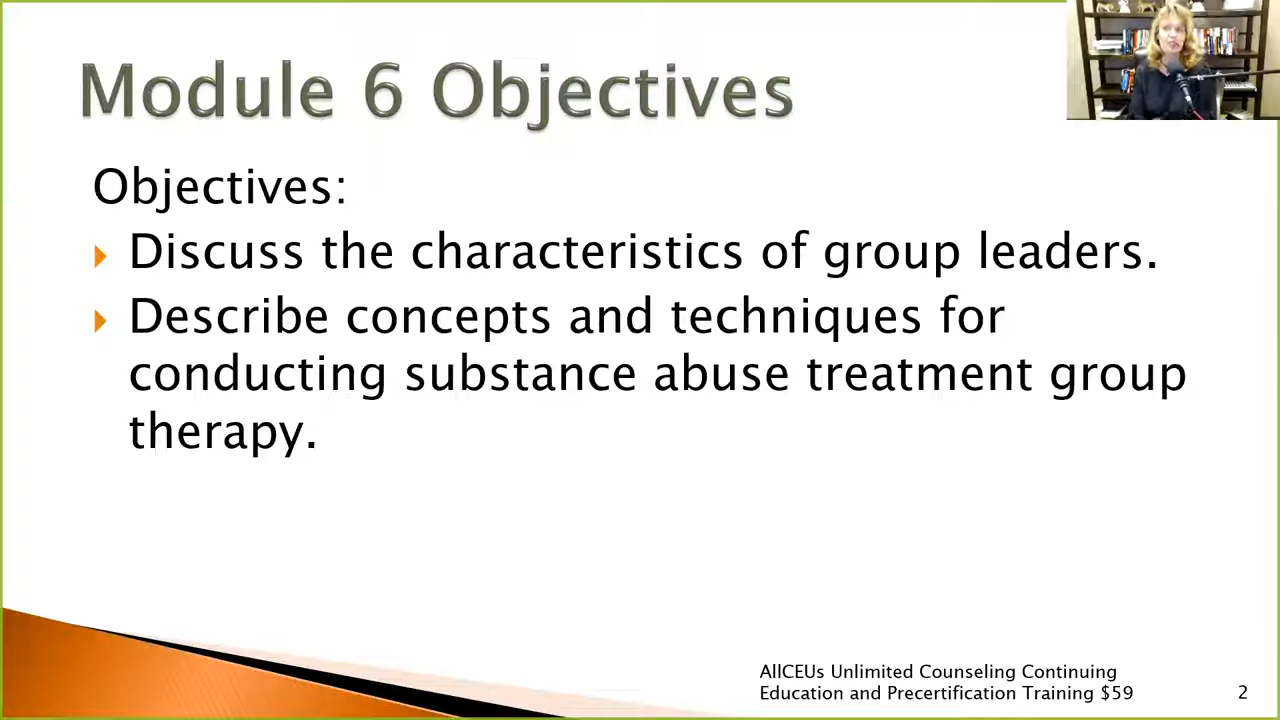 Module 6 Objectives
Objectives:
Discuss the characteristics of group leaders.
Describe concepts and techniques for
conducting substance abuse treatment group
therapy.
AllCEUs Unlimited Counseling Continuing
Education and Precertification Training $59
2